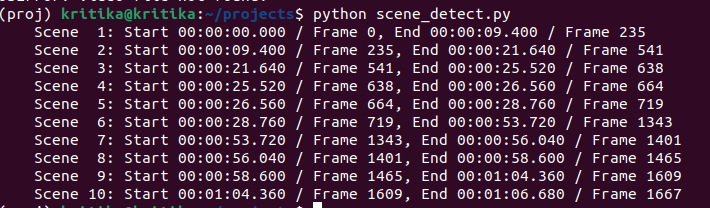 (proj) kritika@kritika:~/projects$ python scene_detect.py
Scene  1: Start 00:00:00.000 / Frame 0, End 00:00:09.400 / Frame 235
Scene  2: Start 00:00:09.400 / Frame 235, End 00:00:21.640 / Frame 541
Scene  3: Start 00:00:21.640 / Frame 541, End 00:00:25.520 / Frame 638
Scene  4: Start 00:00:25.520 / Frame 638, End 00:00:26.560 / Frame 664
Scene  5: Start 00:00:26.560 / Frame 664, End 00:00:28.760 / Frame 719
Scene  6: Start 00:00:28.760 / Frame 719, End 00:00:53.720 / Frame 1343
Scene  7: Start 00:00:53.720 / Frame 1343, End 00:00:56.040 / Frame 1401
Scene  8: Start 00:00:56.040 / Frame 1401, End 00:00:58.600 / Frame 1465
Scene  9: Start 00:00:58.600 / Frame 1465, End 00:01:04.360 / Frame 1609
Scene 10: Start 00:01:04.360 / Frame 1609, End 00:01:06.680 / Frame 1667